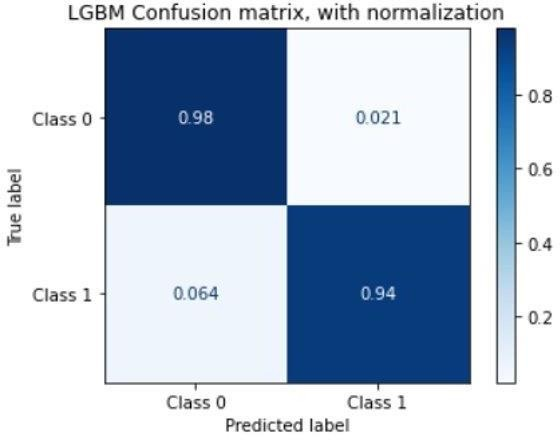 LGBM Confusion matrix, with normalization
Class 0
0.98
0.021
0.8
0.6
True label
0.4
Class 1
0.064
0.94
0.2
Class 0
Class 1
Predicted label